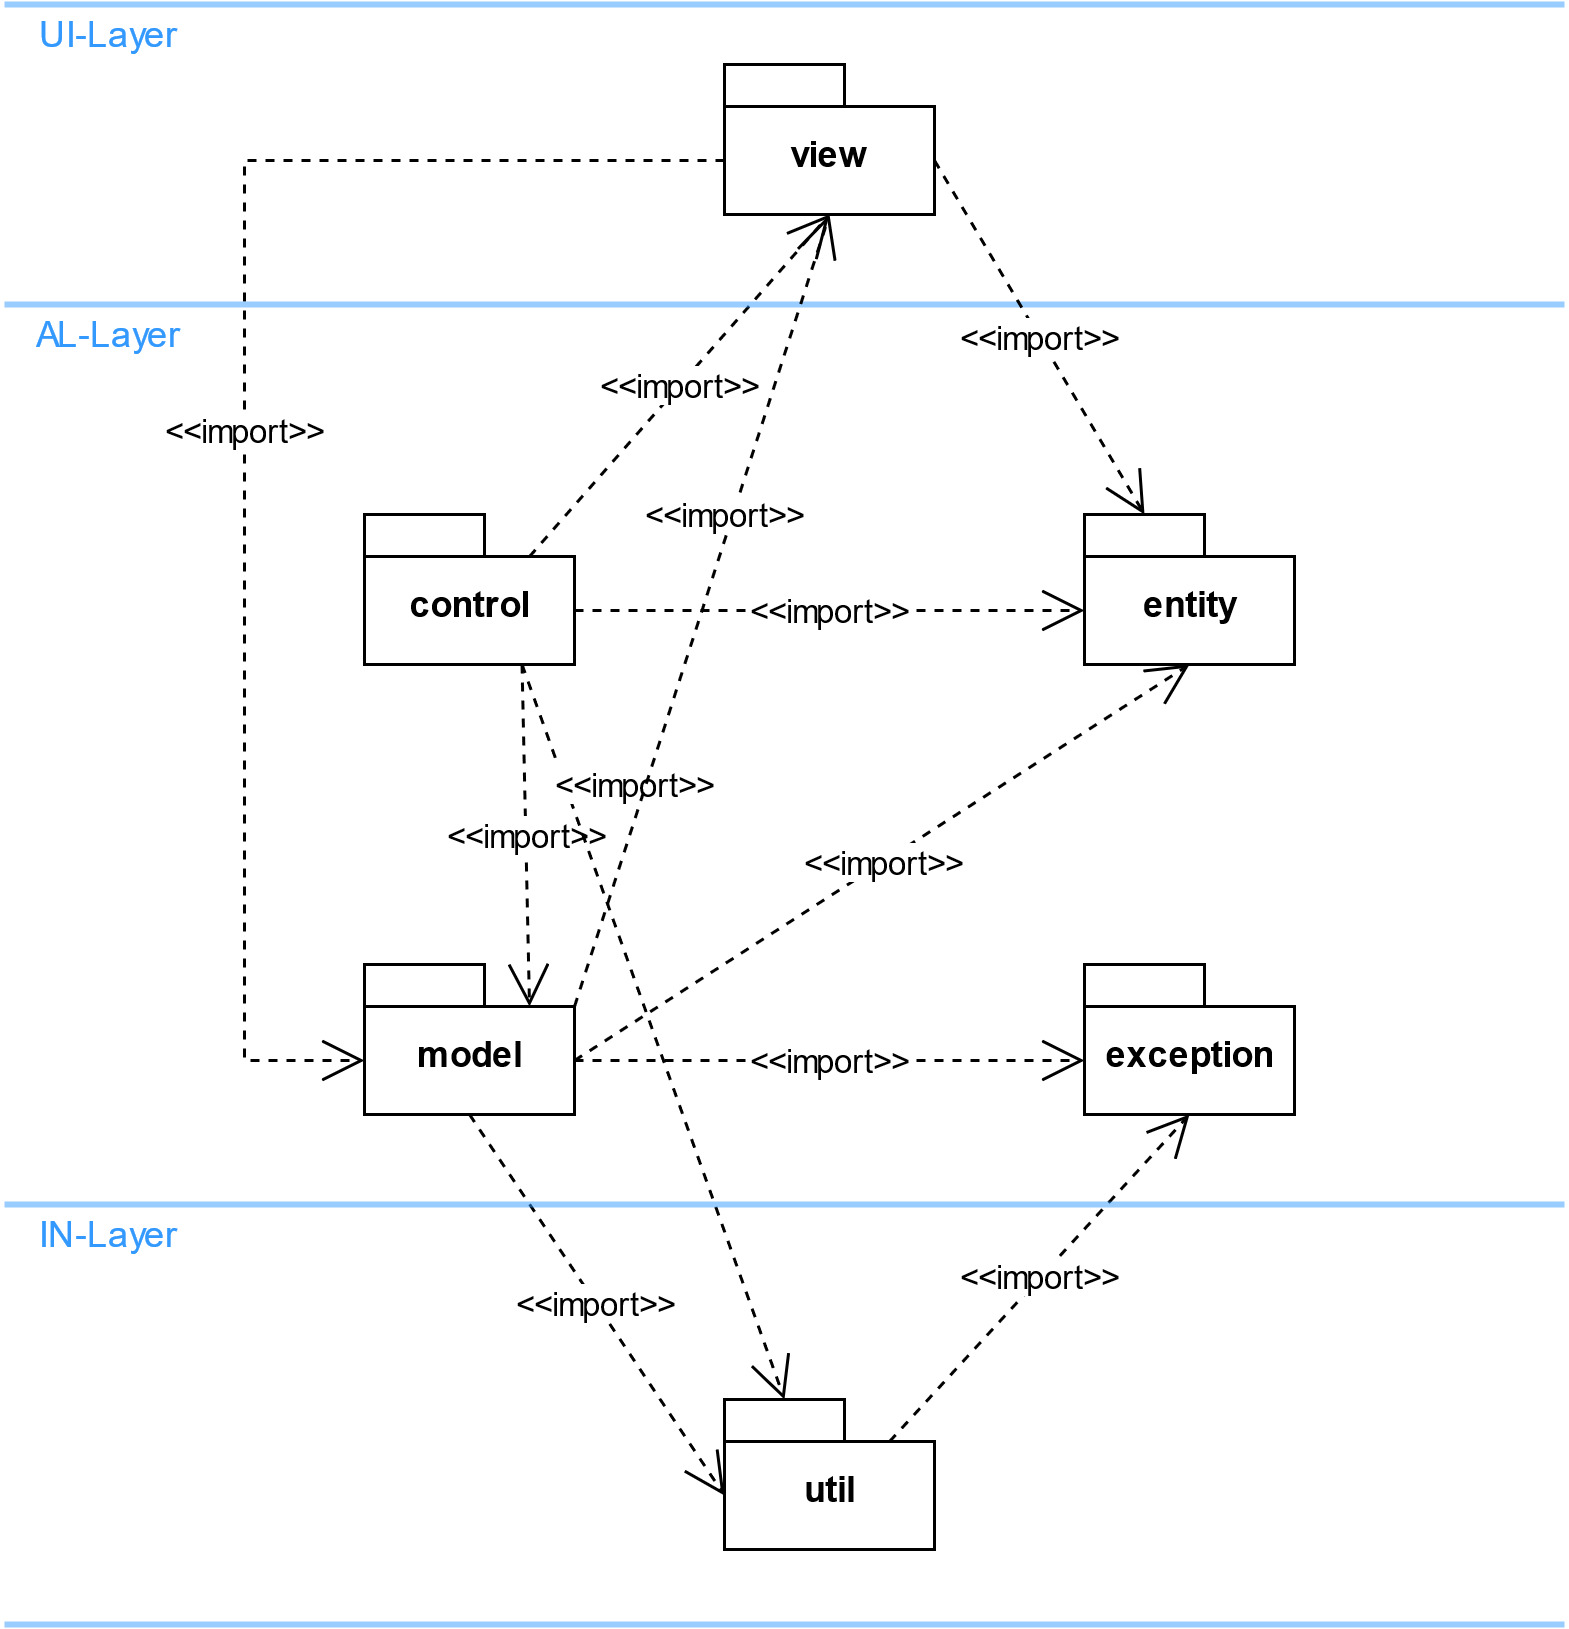 UI-Layer
view
AL-Layer
<<import>>
<<import>>
<<import>>
<<import>>
control
<<import>>
entity
<<import>>
<<import>>
<<import>>
model
<<import>>
exception
IN-Layer
<<import>>
<<import>>
util